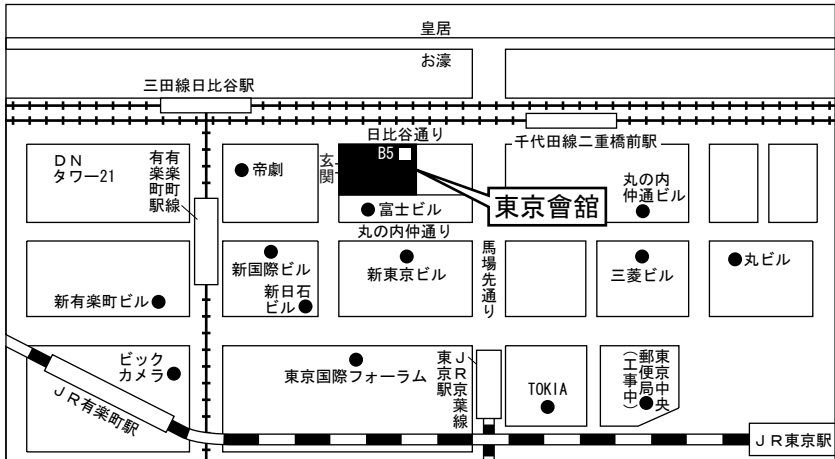 皇居
お濠
三田線日比谷駅
日比谷通り
千代田線二重橋前駅
DN
タワー21
有楽町線
有楽町駅
帝劇
玄関
B5
東京會舘
富士ビル
丸の内
仲通ビル
丸の内仲通り
新国際ビル
新日石
ビル
新有楽町ビル
新東京ビル
馬場先通り
三菱ビル
丸ビル
ビック
カメラ
JR有楽町駅
東京国際フォーラム
JR京葉線
東京駅
TOKIA
東京中央
郵便局
(工事中)
JR東京駅